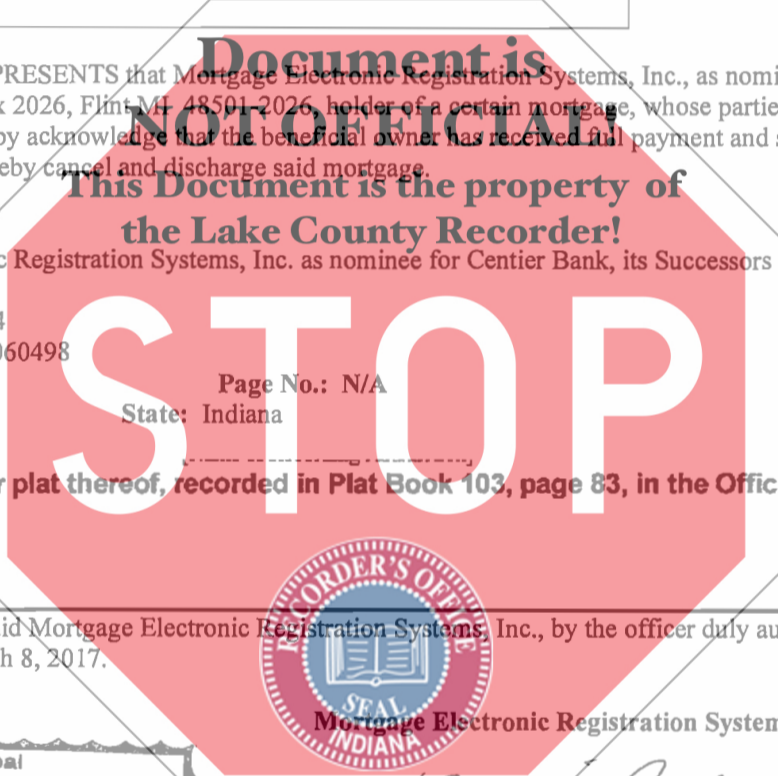 Document is
PRESENTS that Mortgage Electronic Registration Systems, Inc., as nomi
x 2026, Flint MI 48501-2026, holder of a certain mortgage, whose partie
NOT OFFICIAL!
by acknowledge that the beneficial owner has received full payment and s
eby cancel and discharge said mortgage.
This Document is the property of
the Lake County Recorder!
c Registration Systems, Inc. as nominee for Centier Bank, its Successors
4
060498
STOP
Page No.: N/A
State: Indiana
r plat thereof, recorded in Plat Book 103, page 83, in the Offic
RECORDER'S OFFICE
id Mortgage Electronic Registration Systems, Inc., by the officer duly au
h 8, 2017.
SEAL
INDIANA
Mortgage Electronic Registration System
al